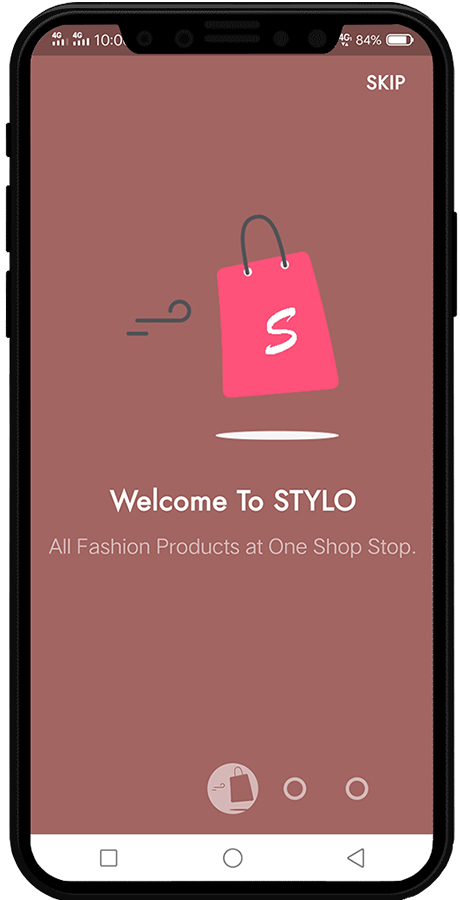 4G 4G 10:0 4G 84%
SKIP
S
Welcome To STYLO
All Fashion Products at One Shop Stop.